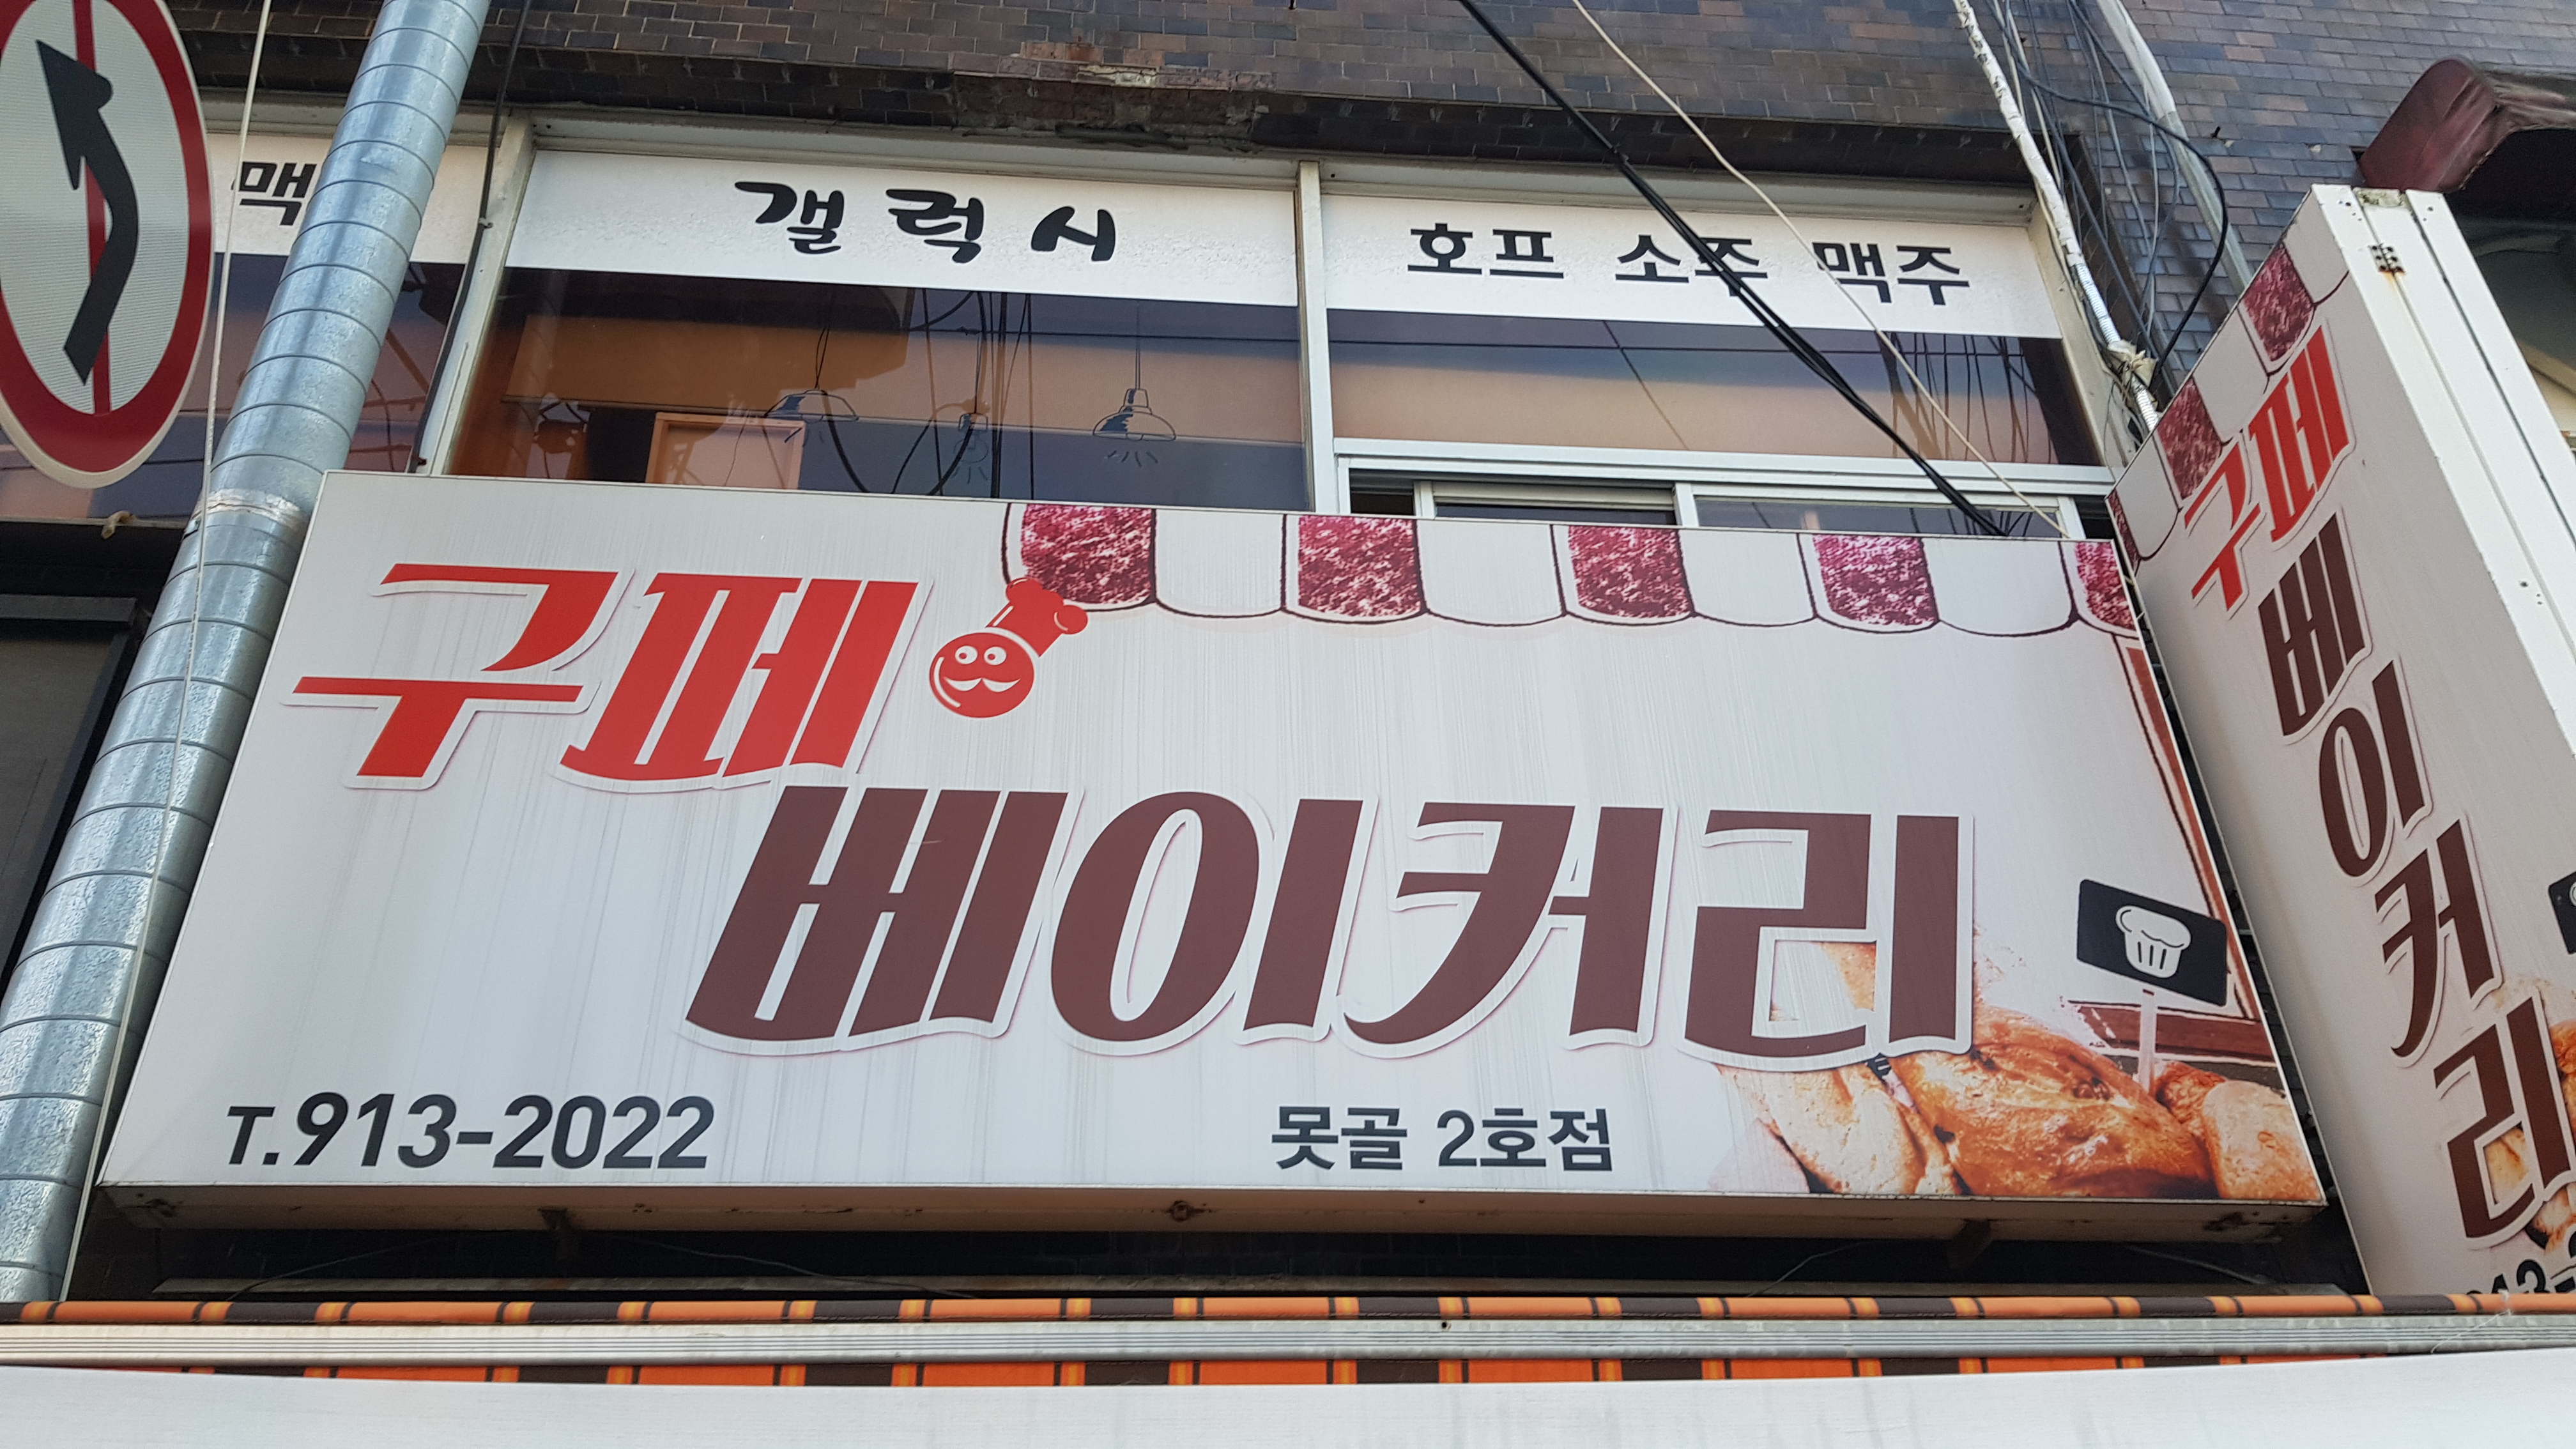 갤럭시
호프 소주 맥주
구페
베이커리
T.913-2022
못골 2호점
구페
베이커리